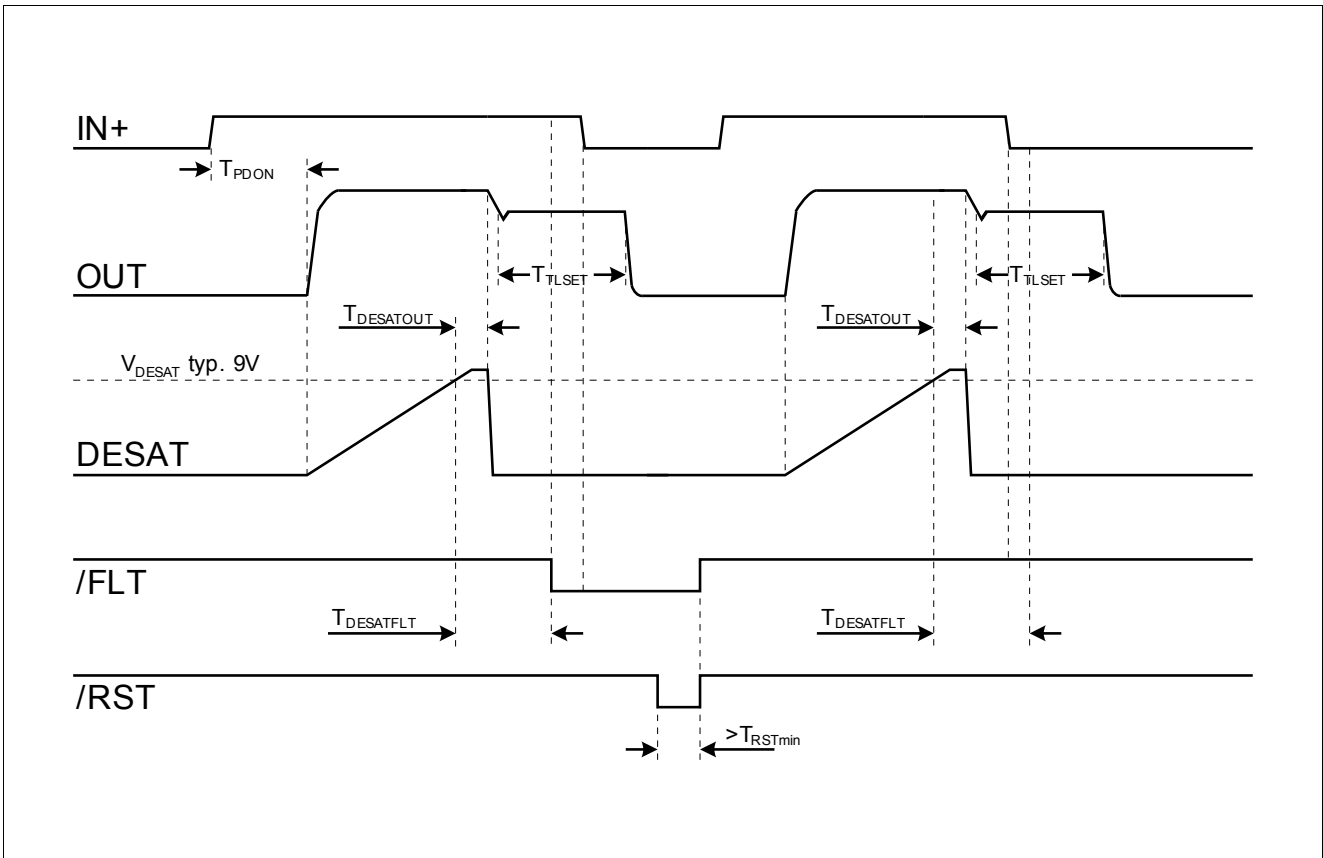 IN+
TPDON
OUT
TTLSET TTLSET
TDESATOUT TDESATOUT
VDESAT typ. 9V
DESAT
/FLT
TDESATFLT TDESATFLT
/RST
>TRSTmin